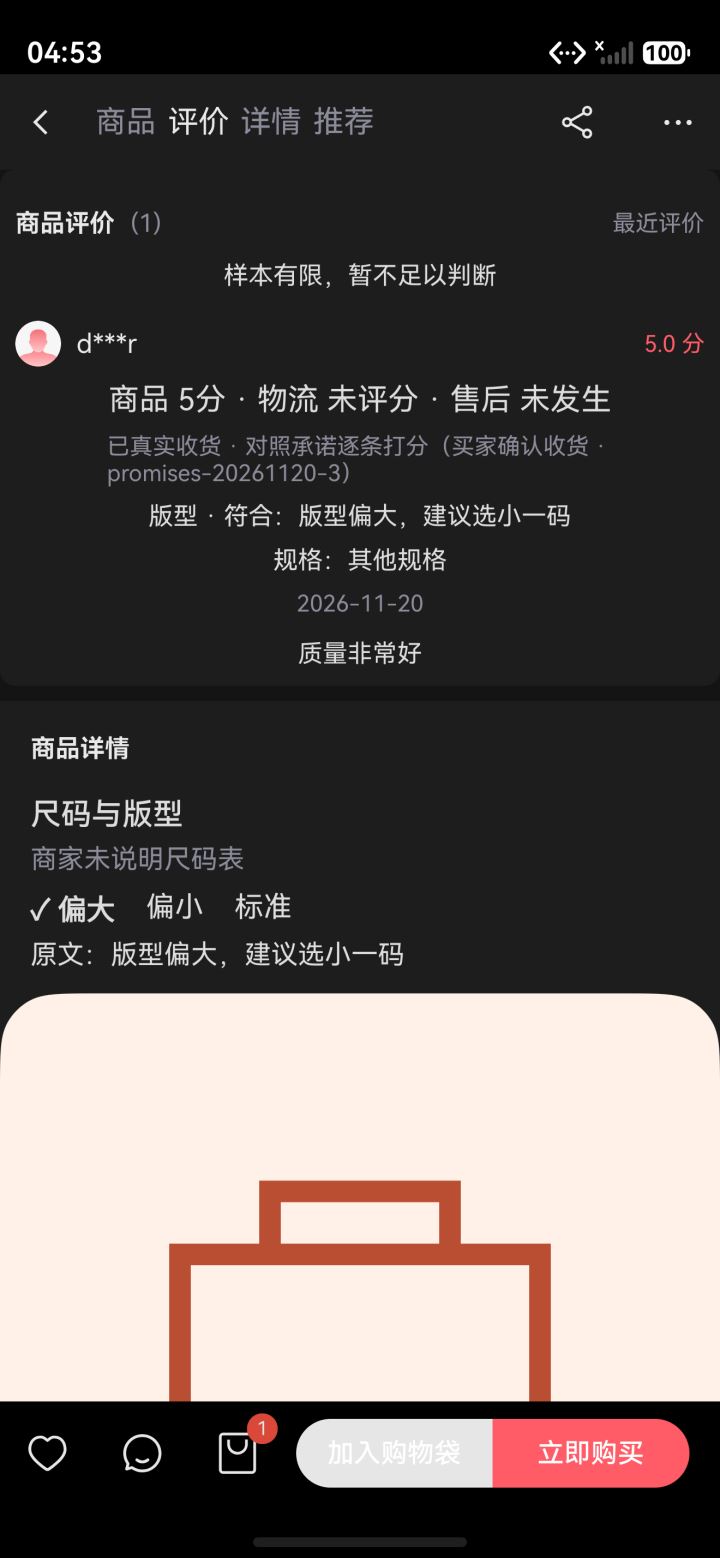 04:53
100
商品 评价 详情 推荐
商品评价（1） 最近评价
样本有限，暂不足以判断
d***r 5.0 分
商品 5分 · 物流 未评分 · 售后 未发生
已真实收货 · 对照承诺逐条打分（买家确认收货 ·
promises-20261120-3）
版型 · 符合：版型偏大，建议选小一码
规格：其他规格
2026-11-20
质量非常好
商品详情
尺码与版型
商家未说明尺码表
✓ 偏大 偏小 标准
原文：版型偏大，建议选小一码
1
加入购物袋 立即购买